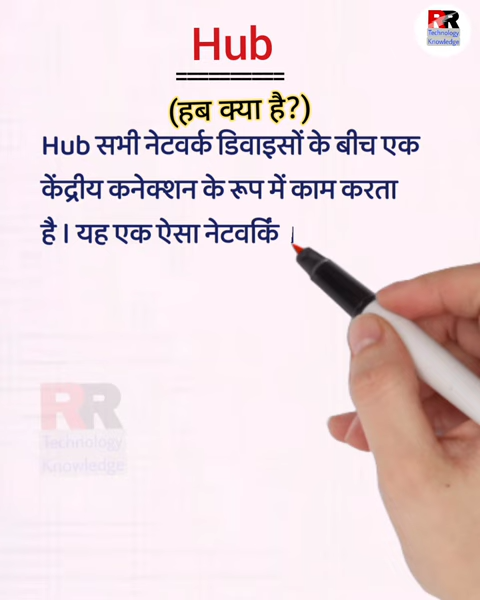 RR
Technology
Knowledge
Hub
(हब क्या है?)
Hub सभी नेटवर्क डिवाइसों के बीच एक
केंद्रीय कनेक्शन के रूप में काम करता
है। यह एक ऐसा नेटवर्किं
RR
Technology
Knowledge